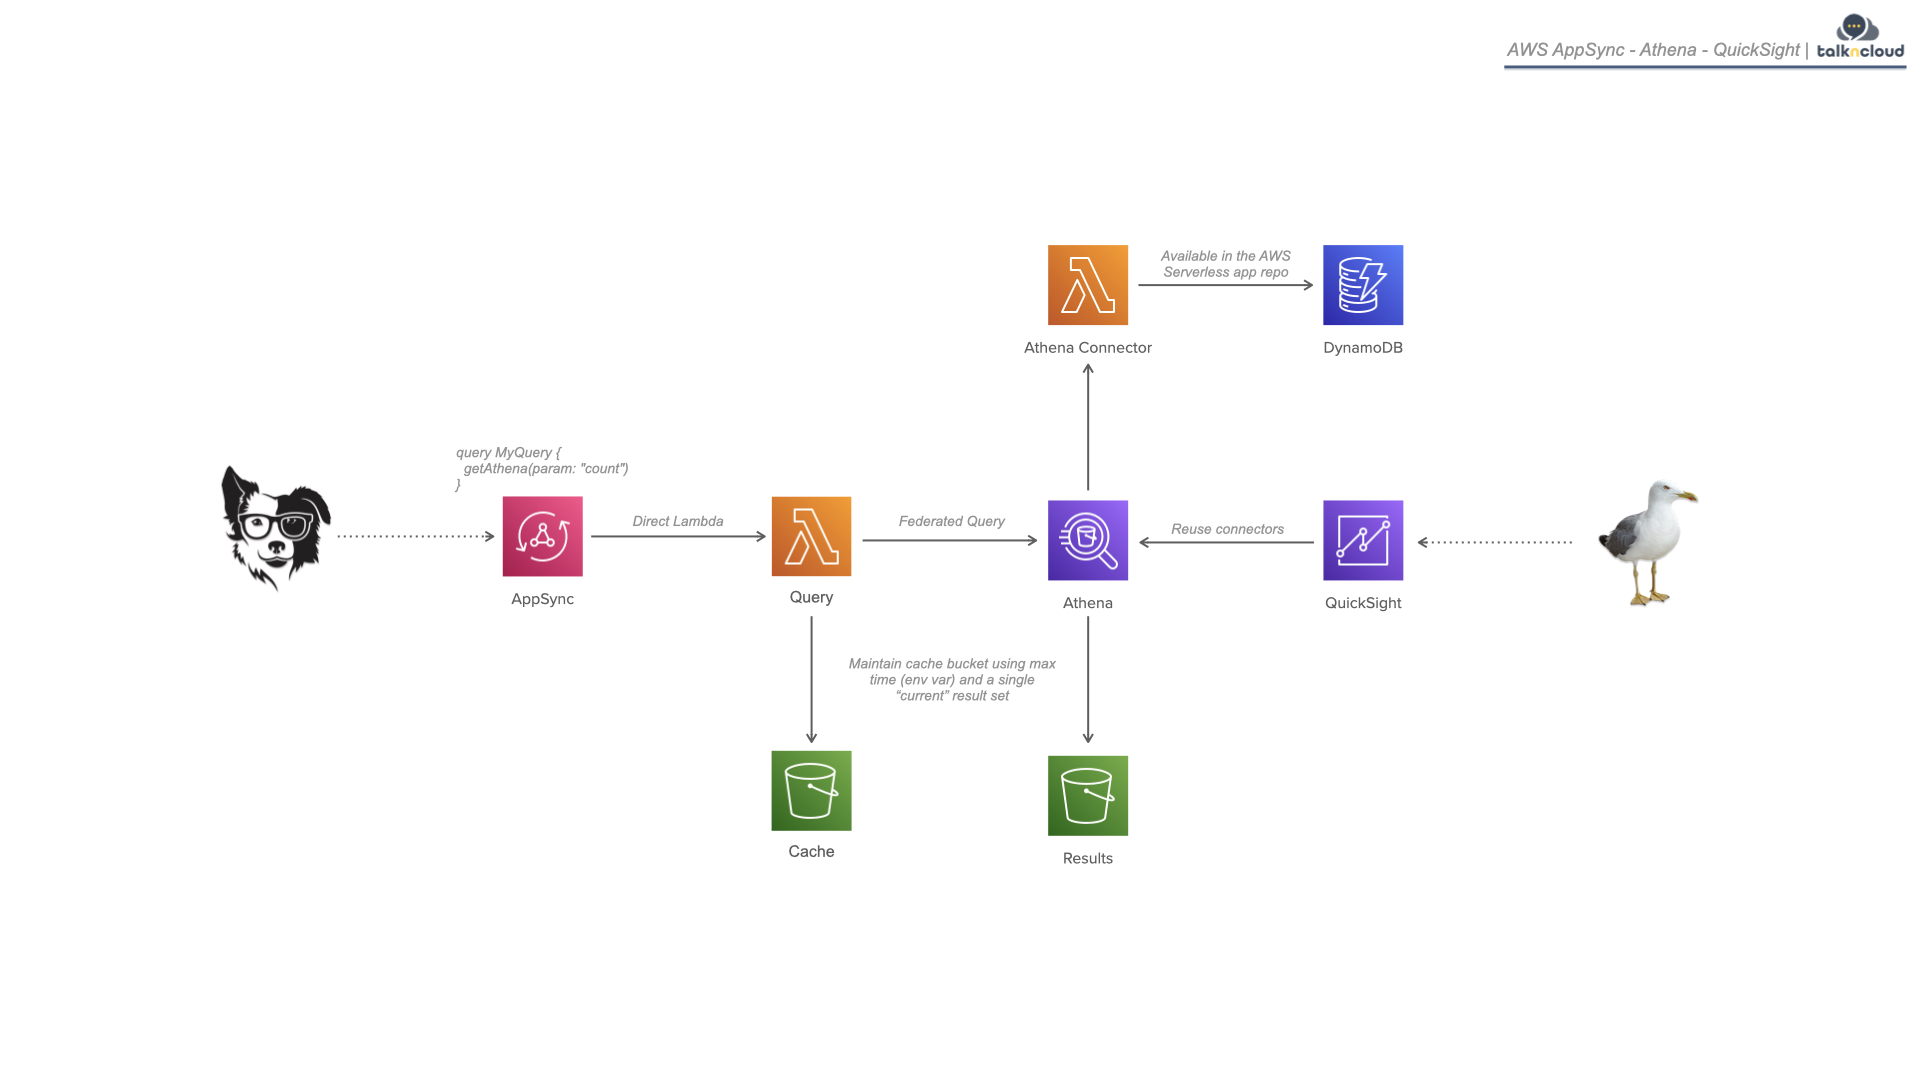 AWS AppSync - Athena - QuickSight |
talkncloud
Available in the AWS
Serverless app repo
Athena Connector
DynamoDB
query MyQuery {
getAthena(param: "count")
}
Direct Lambda
Federated Query
Reuse connectors
AppSync
Query
Athena
QuickSight
Maintain cache bucket using max
time (env var) and a single
“current” result set
Cache
Results